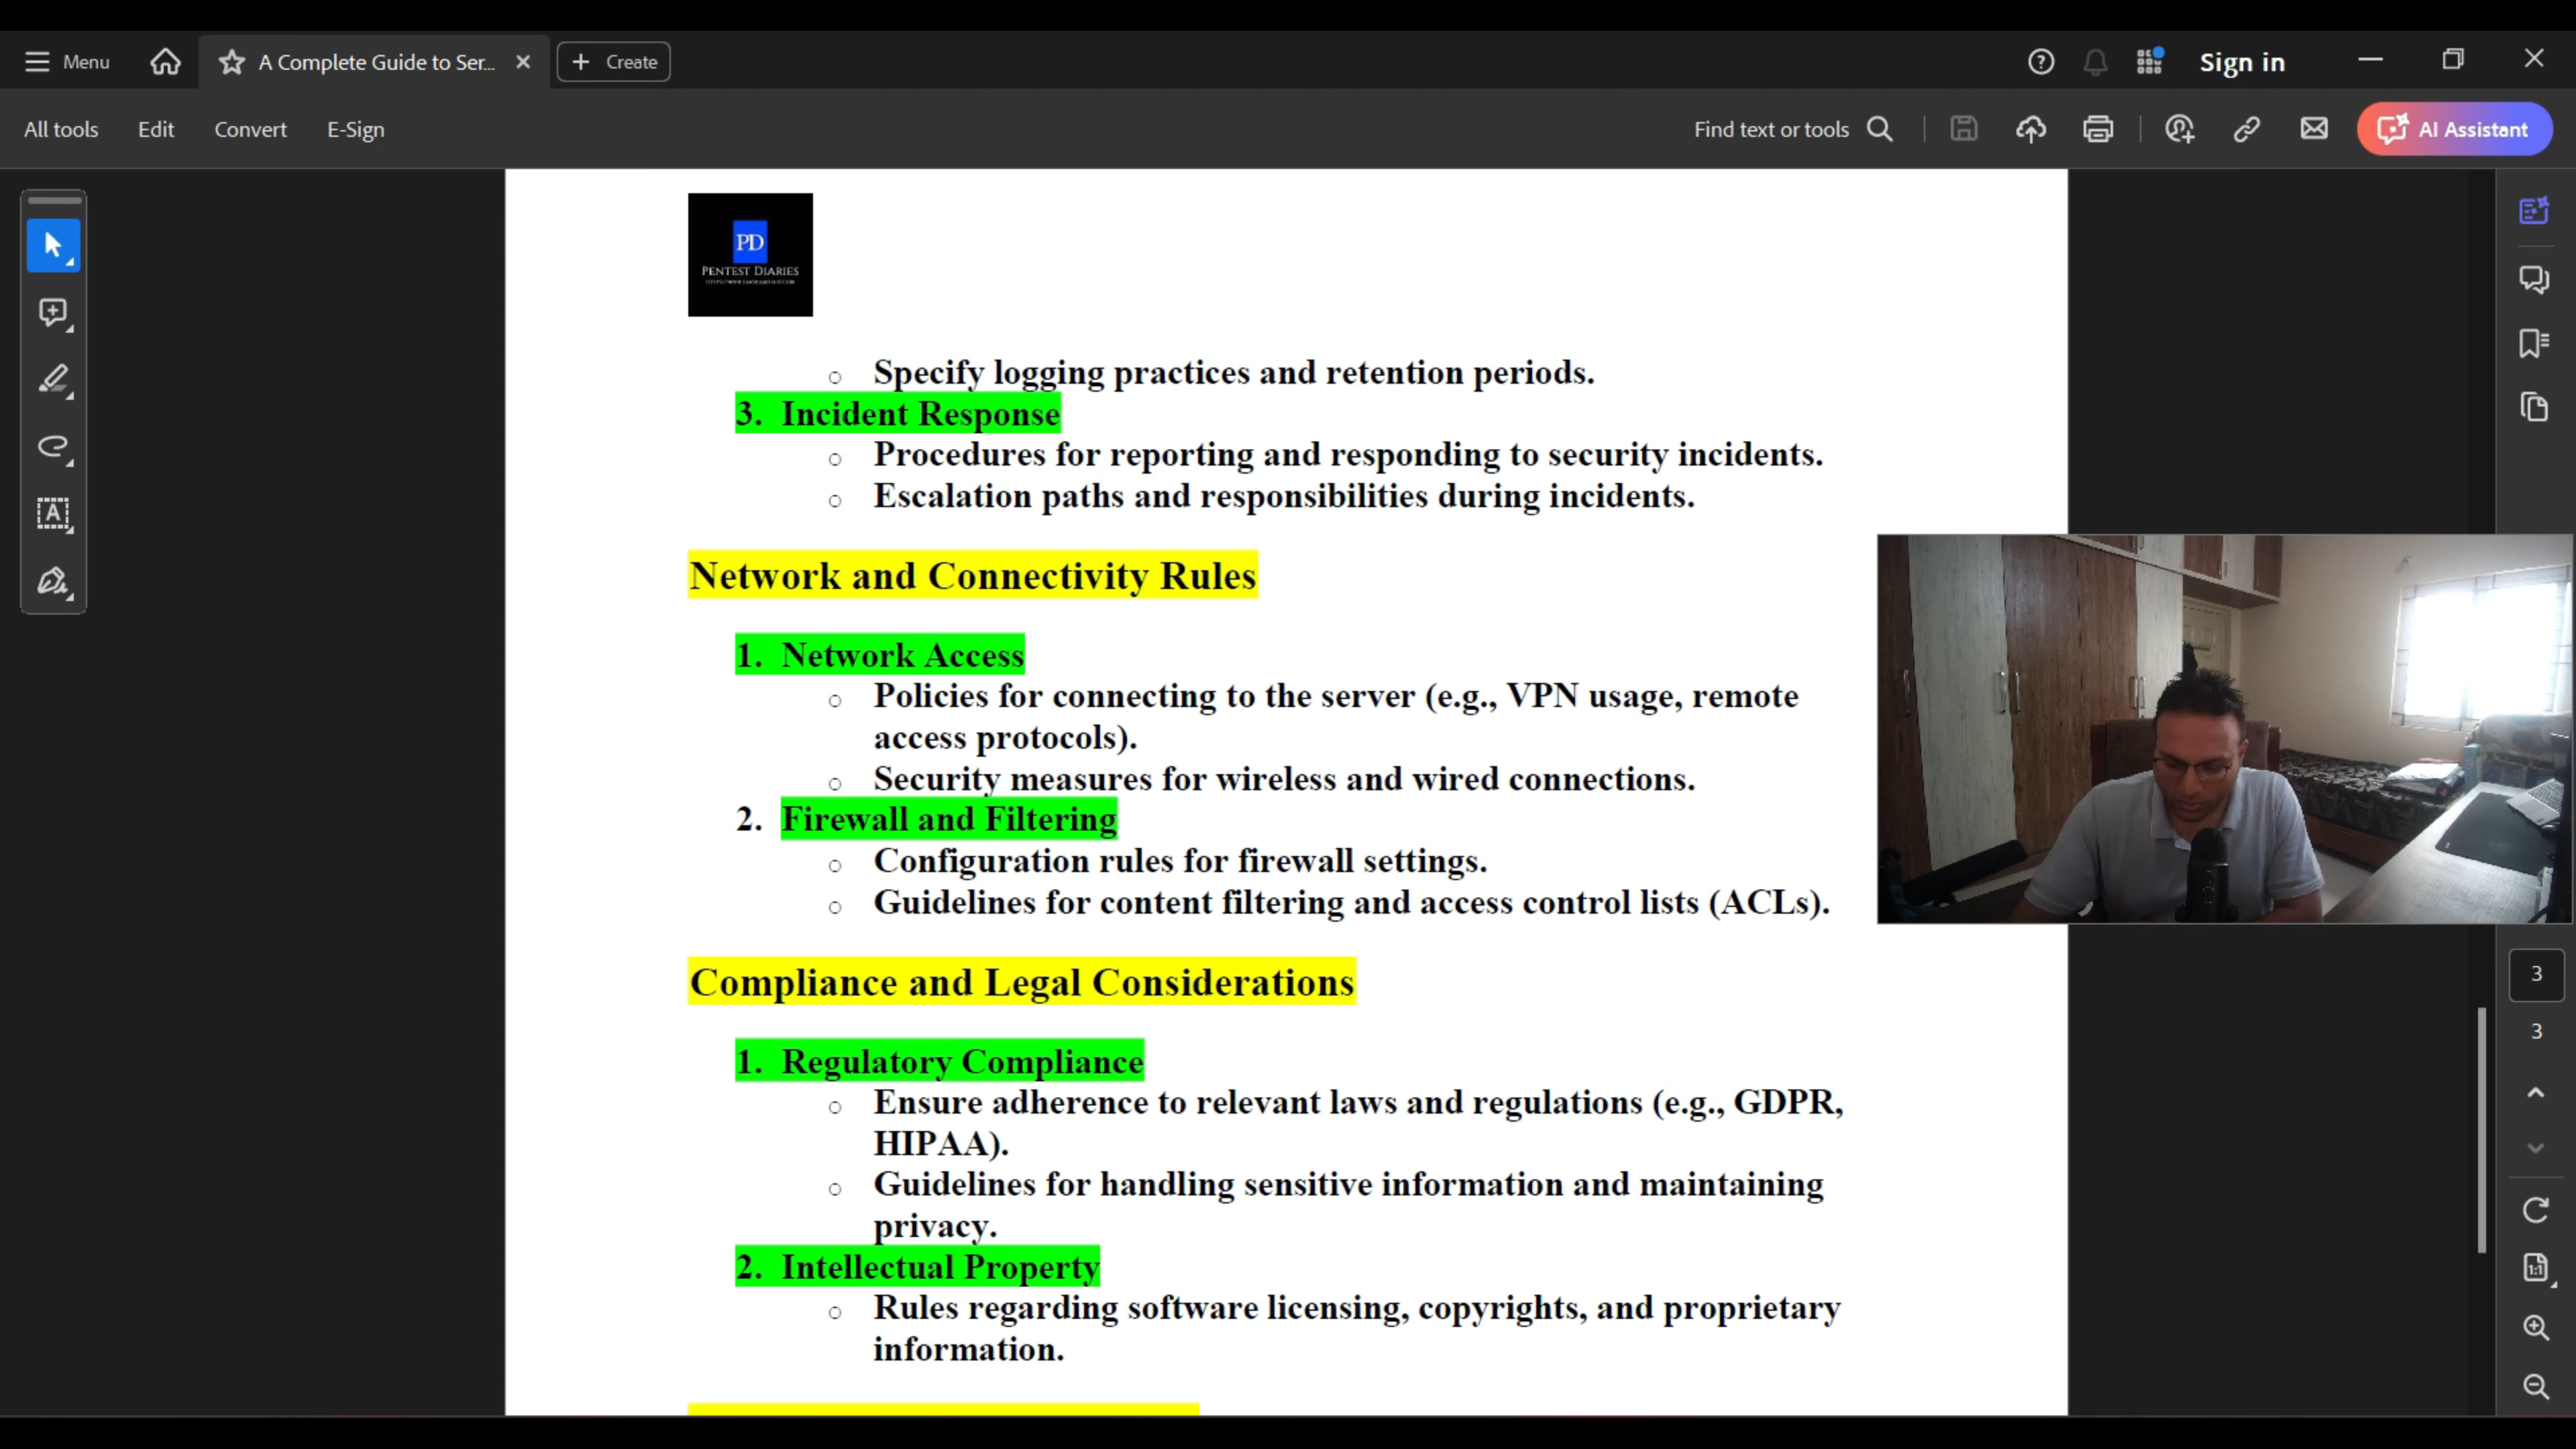 Menu
A Complete Guide to Ser...
Create
Sign in
All tools
Edit
Convert
E-Sign
Find text or tools
AI Assistant
PD
PENTEST DIARIES
○ Specify logging practices and retention periods.
3. Incident Response
○ Procedures for reporting and responding to security incidents.
○ Escalation paths and responsibilities during incidents.
Network and Connectivity Rules
1. Network Access
○ Policies for connecting to the server (e.g., VPN usage, remote
access protocols).
○ Security measures for wireless and wired connections.
2. Firewall and Filtering
○ Configuration rules for firewall settings.
○ Guidelines for content filtering and access control lists (ACLs).
Compliance and Legal Considerations
1. Regulatory Compliance
○ Ensure adherence to relevant laws and regulations (e.g., GDPR,
HIPAA).
○ Guidelines for handling sensitive information and maintaining
privacy.
2. Intellectual Property
○ Rules regarding software licensing, copyrights, and proprietary
information.
3
3